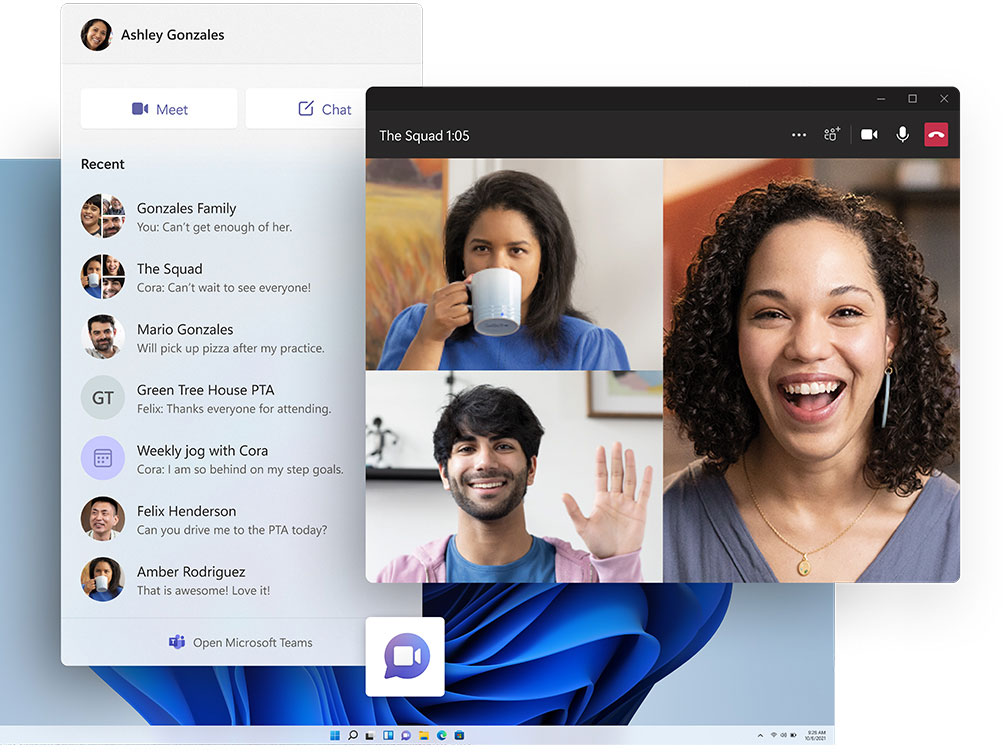 Ashley Gonzales
Meet
Chat
Recent
Gonzales Family
You: Can't get enough of her.
The Squad
Cora: Can't wait to see everyone!
Mario Gonzales
Will pick up pizza after my practice.
GT
Green Tree House PTA
Felix: Thanks everyone for attending.
Weekly jog with Cora
Cora: I am so behind on my step goals.
Felix Henderson
Can you drive me to the PTA today?
Amber Rodriguez
That is awesome! Love it!
Open Microsoft Teams
The Squad 1:05